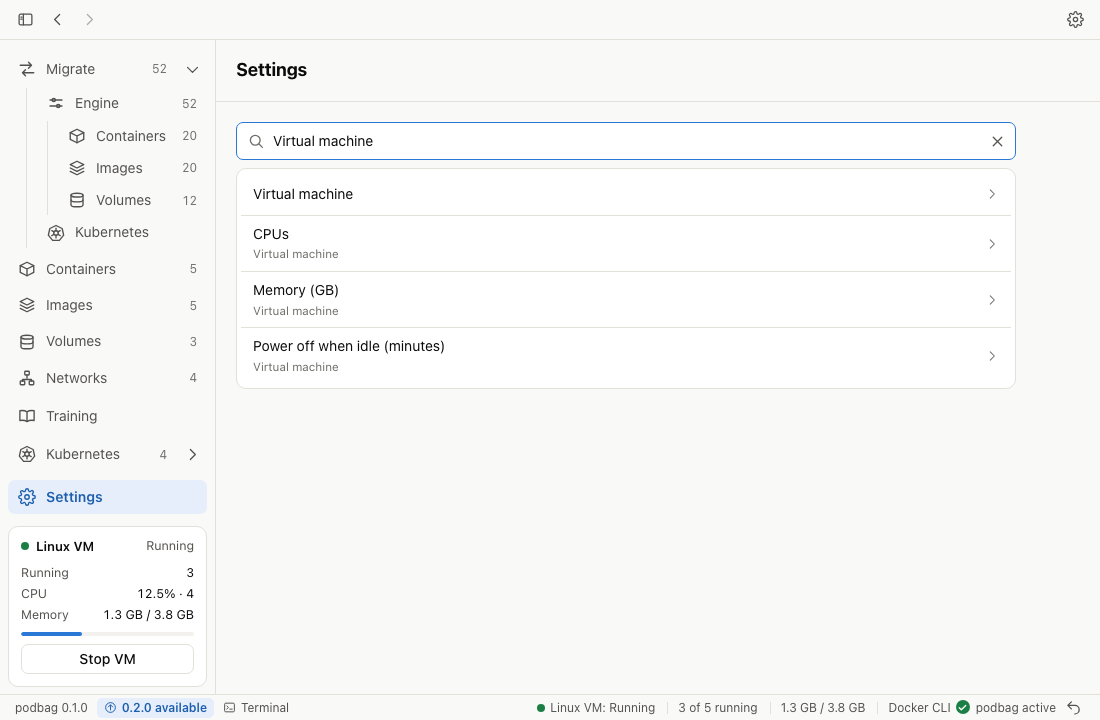 Migrate 52
Engine 52
Containers 20
Images 20
Volumes 12
Kubernetes
Containers 5
Images 5
Volumes 3
Networks 4
Training
Kubernetes 4
Settings
Linux VM Running
Running 3
CPU 12.5% · 4
Memory 1.3 GB / 3.8 GB
Stop VM
Settings
Virtual machine
Virtual machine
CPUs
Virtual machine
Memory (GB)
Virtual machine
Power off when idle (minutes)
Virtual machine
podbag 0.1.0 0.2.0 available Terminal Linux VM: Running 3 of 5 running 1.3 GB / 3.8 GB Docker CLI podbag active